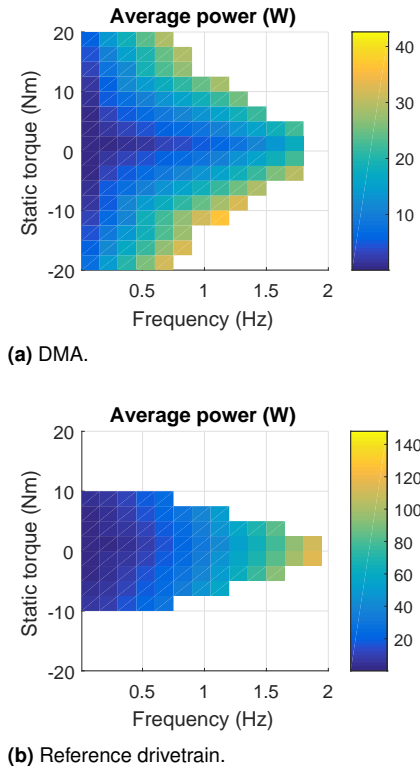 Average power (W)
20
10
0
-10
-20
Static torque (Nm)
0.5 1 1.5 2
Frequency (Hz)
40
30
20
10
(a) DMA.
Average power (W)
20
10
0
-10
-20
Static torque (Nm)
0.5 1 1.5 2
Frequency (Hz)
140
120
100
80
60
40
20
(b) Reference drivetrain.